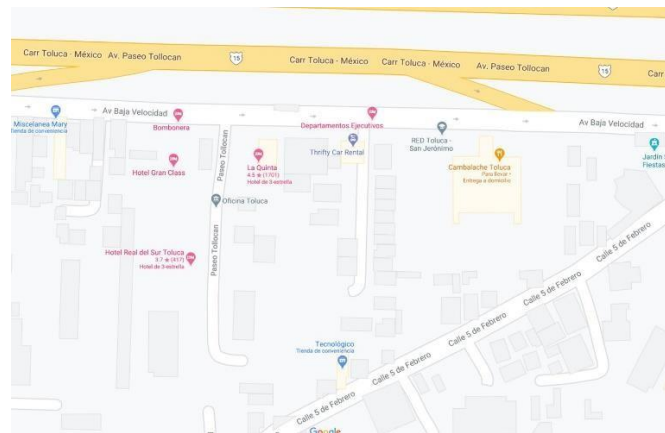 Carr Toluca - México Av. Paseo Tollocan
15
Carr Toluca - México
Carr Toluca - México Av. Paseo Tollocan
15
Carr
Miscelanea Mary
Tienda de conveniencia
Av Baja Velocidad
Bombonera
Departamentos Ejecutivos
RED Toluca -
San Jerónimo
Av Baja Velocidad
Thrifty Car Rental
Hotel Gran Class
Paseo Tollocan
La Quinta
4.5 ★ (1701)
Hotel de 3-estrella
Cambalache Toluca
Para llevar -
Entrega a domicilio
Jardín
Fiestas
Oficina Toluca
Calle 5 de Febrero
Hotel Real del Sur Toluca
3.7 ★ (817)
Hotel de 3-estrella
Paseo Tollocan
Calle 5 de Febrero
Tecnológico
Tienda de conveniencia
Calle 5 de Febrero
Calle 5 de Febrero
Calle 5 de Febrero
Google